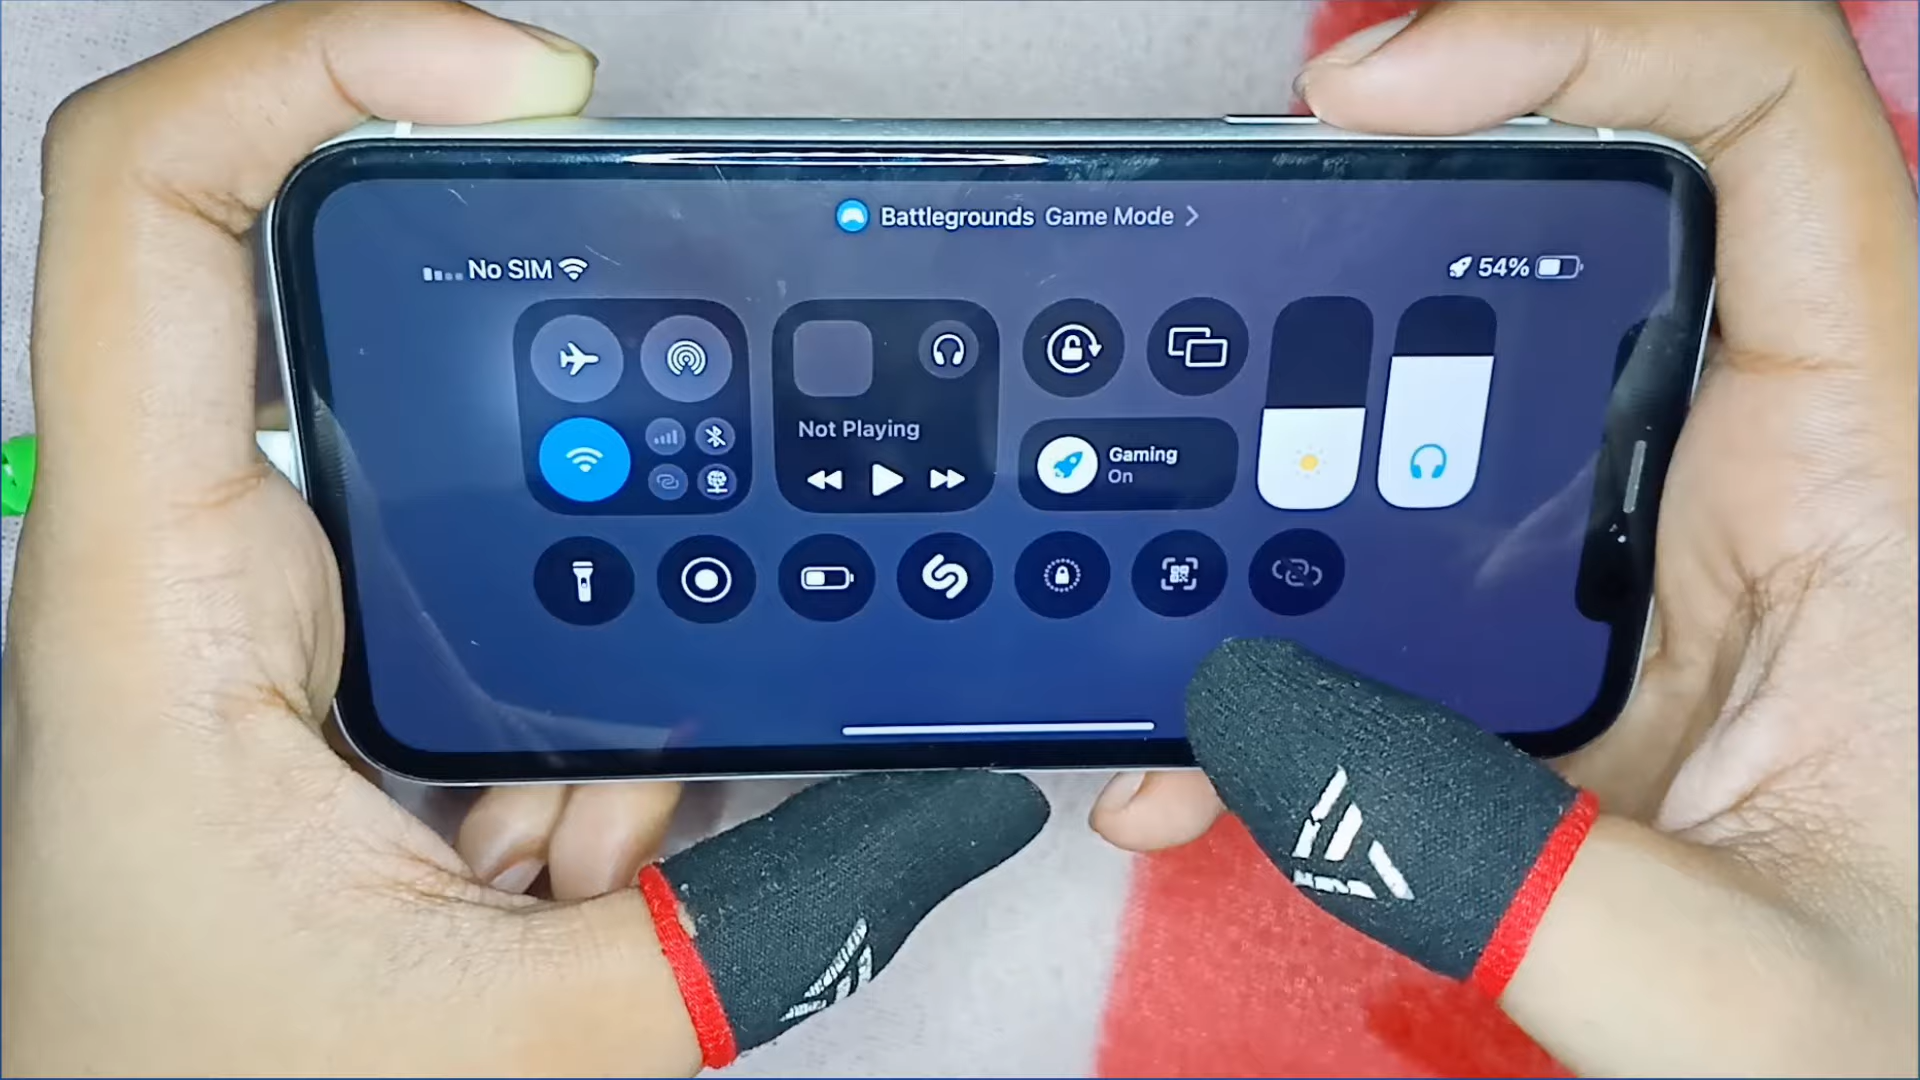 Battlegrounds Game Mode
No SIM
54%
Not Playing
Gaming
On